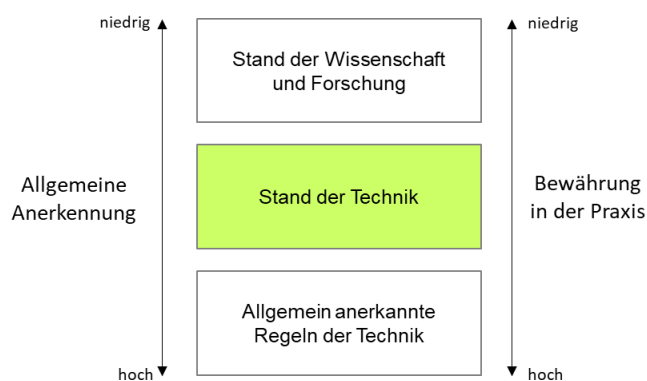 niedrig
niedrig
Stand der Wissenschaft
und Forschung
Allgemeine
Anerkennung
Stand der Technik
Bewährung
in der Praxis
Allgemein anerkannte
Regeln der Technik
hoch
hoch